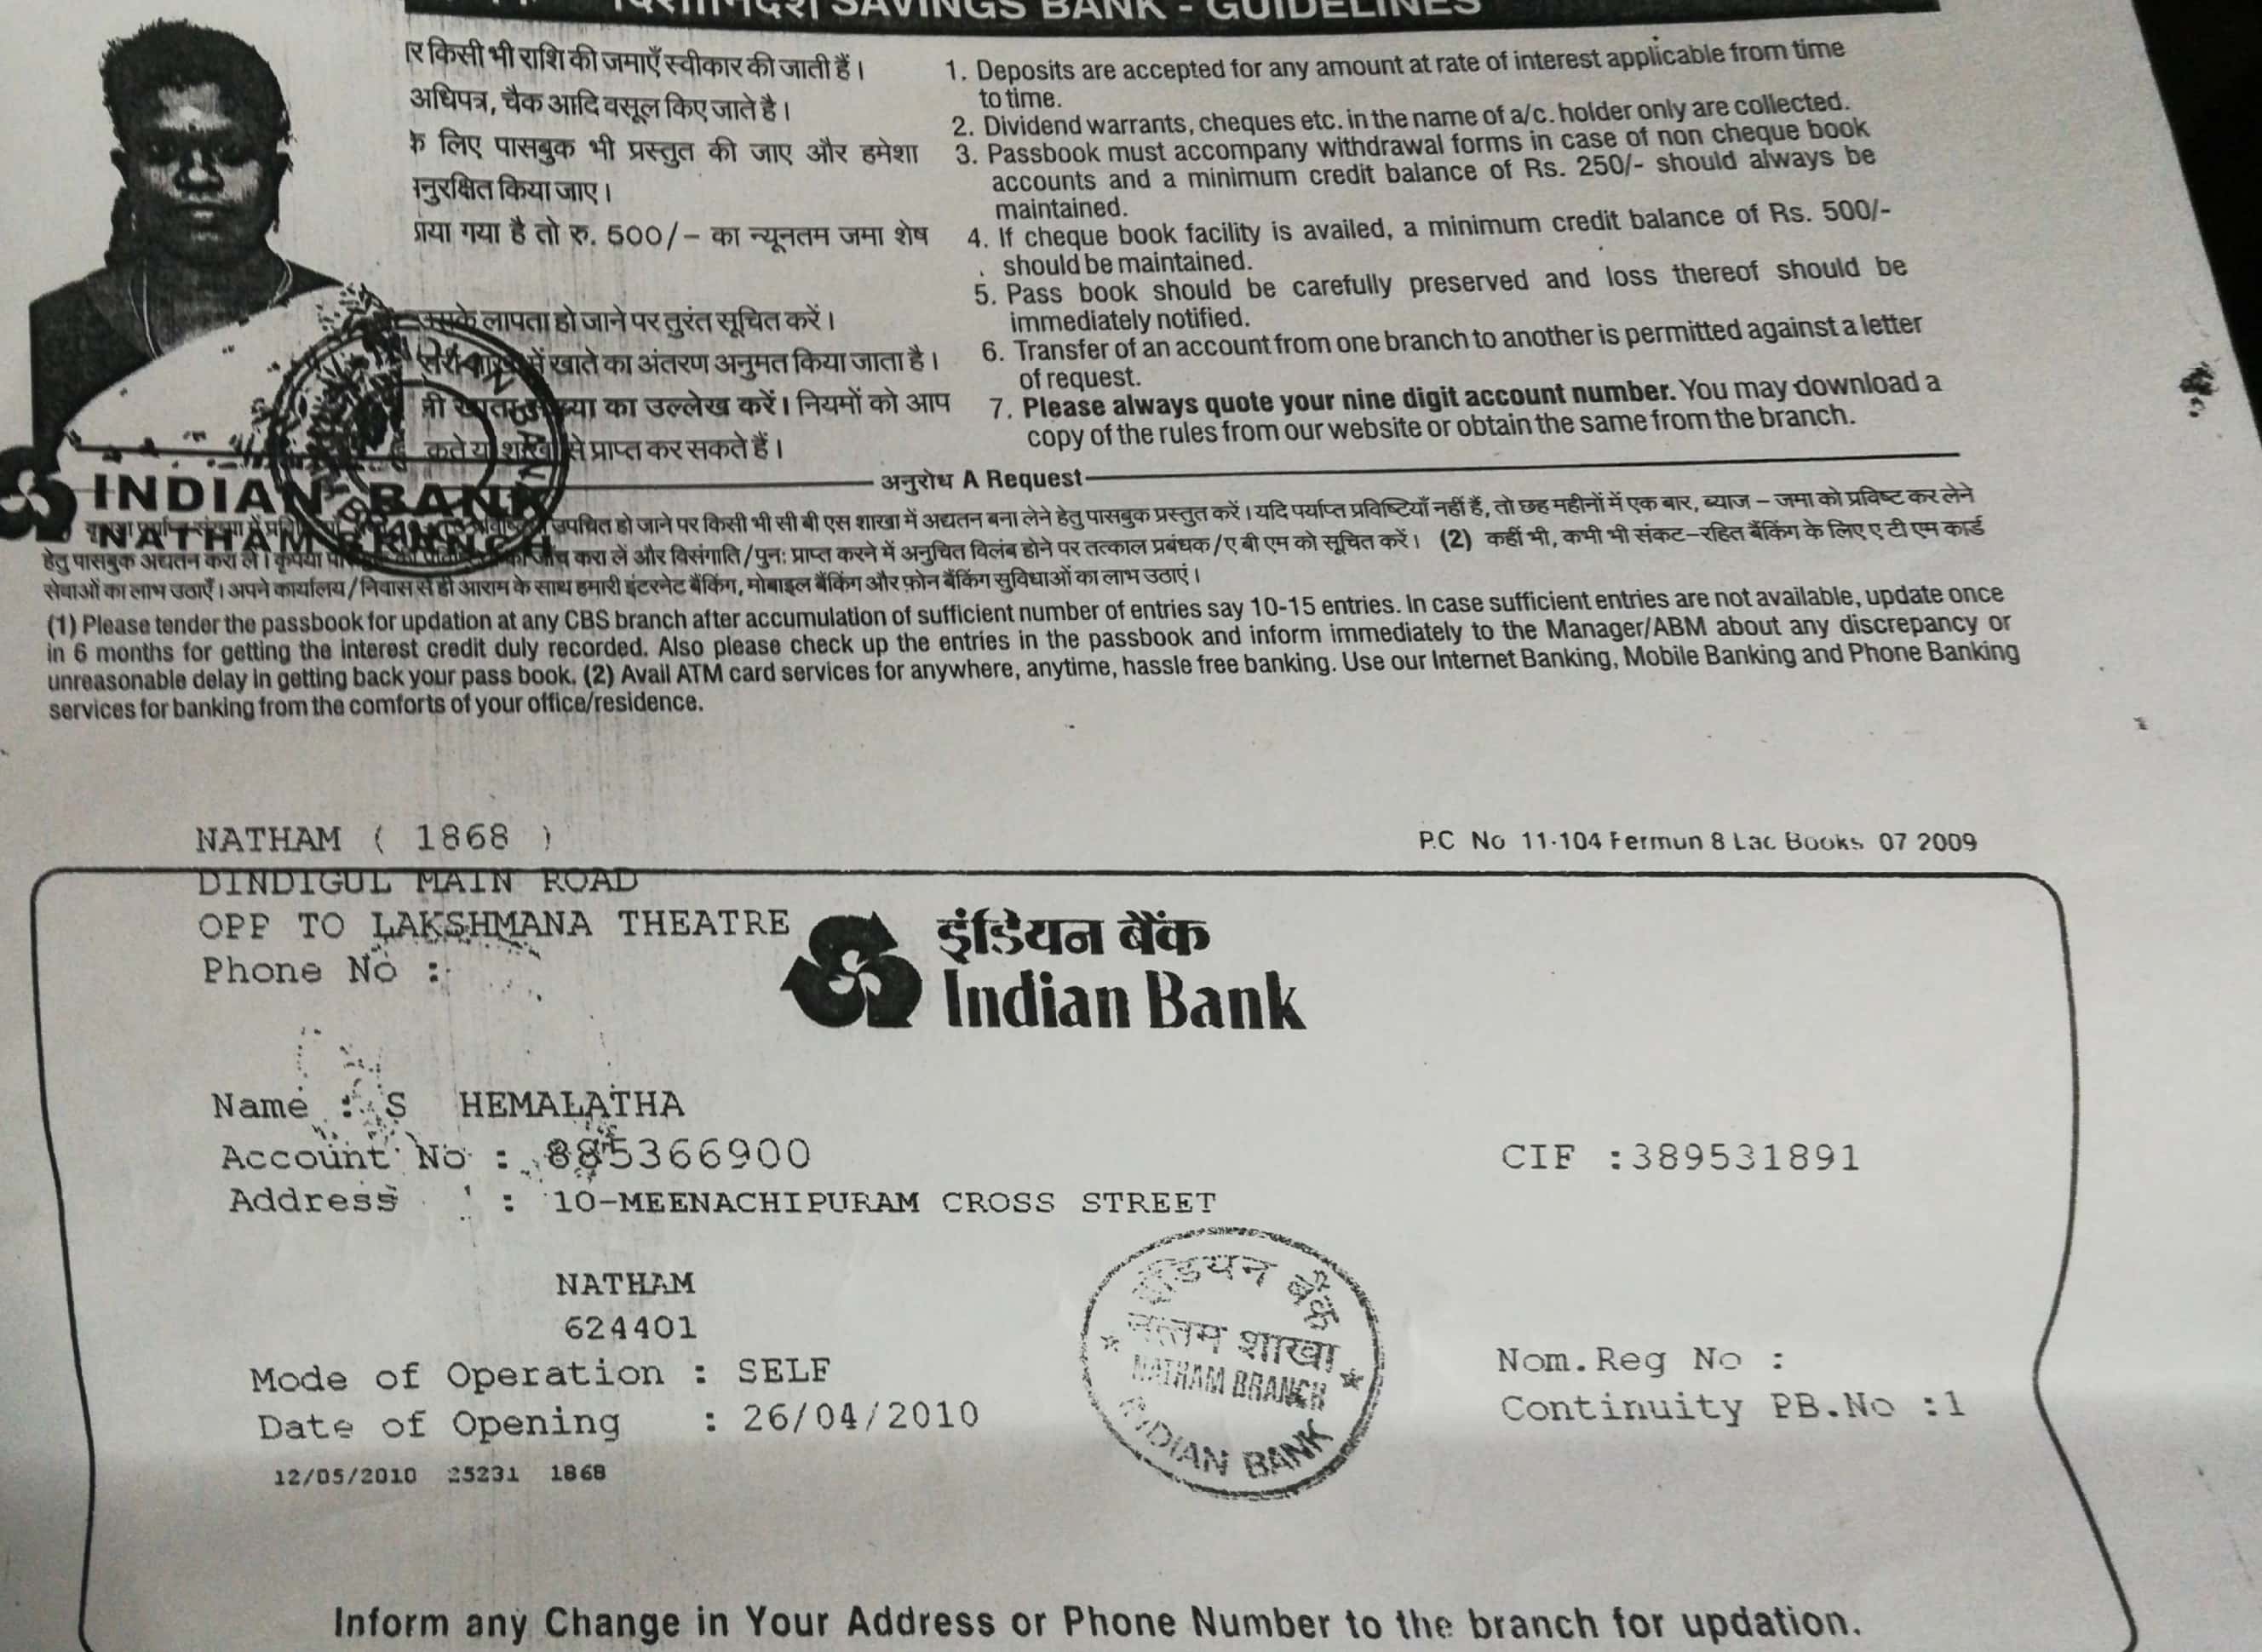 SAVINGS BANK - GUIDELINES
र किसी भी राशि की जमाएँ स्वीकार की जाती हैं।
अधिपत्र, चैक आदि वसूल किए जाते है।
के लिए पासबुक भी प्रस्तुत की जाए और हमेशा
नुरक्षित किया जाए।
गया गया है तो रु. 500/- का न्यूनतम जमा शेष
उसके लापता हो जाने पर तुरंत सूचित करें।
में खाते का अंतरण अनुमत किया जाता है।
का उल्लेख करें। नियमों को आप
से प्राप्त कर सकते हैं।
1. Deposits are accepted for any amount at rate of interest applicable from time
to time.
2. Dividend warrants, cheques etc. in the name of a/c. holder only are collected.
3. Passbook must accompany withdrawal forms in case of non cheque book
accounts and a minimum credit balance of Rs. 250/- should always be
maintained.
4. If cheque book facility is availed, a minimum credit balance of Rs. 500/-
should be maintained.
5. Pass book should be carefully preserved and loss thereof should be
immediately notified.
6. Transfer of an account from one branch to another is permitted against a letter
of request.
7. Please always quote your nine digit account number. You may download a
copy of the rules from our website or obtain the same from the branch.
INDIAN BANK
NATHAM BRANCH
अनुरोध A Request
उपचित हो जाने पर किसी भी सी बी एस शाखा में अद्यतन बना लेने हेतु पासबुक प्रस्तुत करें। यदि पर्याप्त प्रविष्टियाँ नहीं हैं, तो छह महीनों में एक बार, ब्याज - जमा को प्रविष्ट कर लेने
हेतु पासबुक अद्यतन करा लें। कृपया जाँच करा लें और विसंगति/पुन: प्राप्त करने में अनुचित विलंब होने पर तत्काल प्रबंधक/ए बी एम को सूचित करें। (2) कहीं भी, कभी भी संकट-रहित बैंकिंग के लिए ए टी एम कार्ड
सेवाओं का लाभ उठाएँ। अपने कार्यालय/निवास से ही आराम के साथ हमारी इंटरनेट बैंकिंग, मोबाइल बैंकिंग और फ़ोन बैंकिंग सुविधाओं का लाभ उठाएं।
(1) Please tender the passbook for updation at any CBS branch after accumulation of sufficient number of entries say 10-15 entries. In case sufficient entries are not available, update once
in 6 months for getting the interest credit duly recorded. Also please check up the entries in the passbook and inform immediately to the Manager/ABM about any discrepancy or
unreasonable delay in getting back your pass book. (2) Avail ATM card services for anywhere, anytime, hassle free banking. Use our Internet Banking, Mobile Banking and Phone Banking
services for banking from the comforts of your office/residence.
NATHAM ( 1868 )
P.C No 11-104 Fermun 8 Lac Books 07 2009
DINDIGUL MAIN ROAD
OPP TO LAKSHMANA THEATRE
Phone No :
इंडियन बैंक
Indian Bank
Name : S HEMALATHA
Account No : 885366900
CIF :389531891
Address : 10-MEENACHIPURAM CROSS STREET
NATHAM
624401
Mode of Operation : SELF
Date of Opening : 26/04/2010
12/05/2010 25231 1868
इंडियन बैंक
नत्तम शाखा
NATHAM BRANCH
INDIAN BANK
Nom.Reg No :
Continuity PB.No :1
Inform any Change in Your Address or Phone Number to the branch for updation.